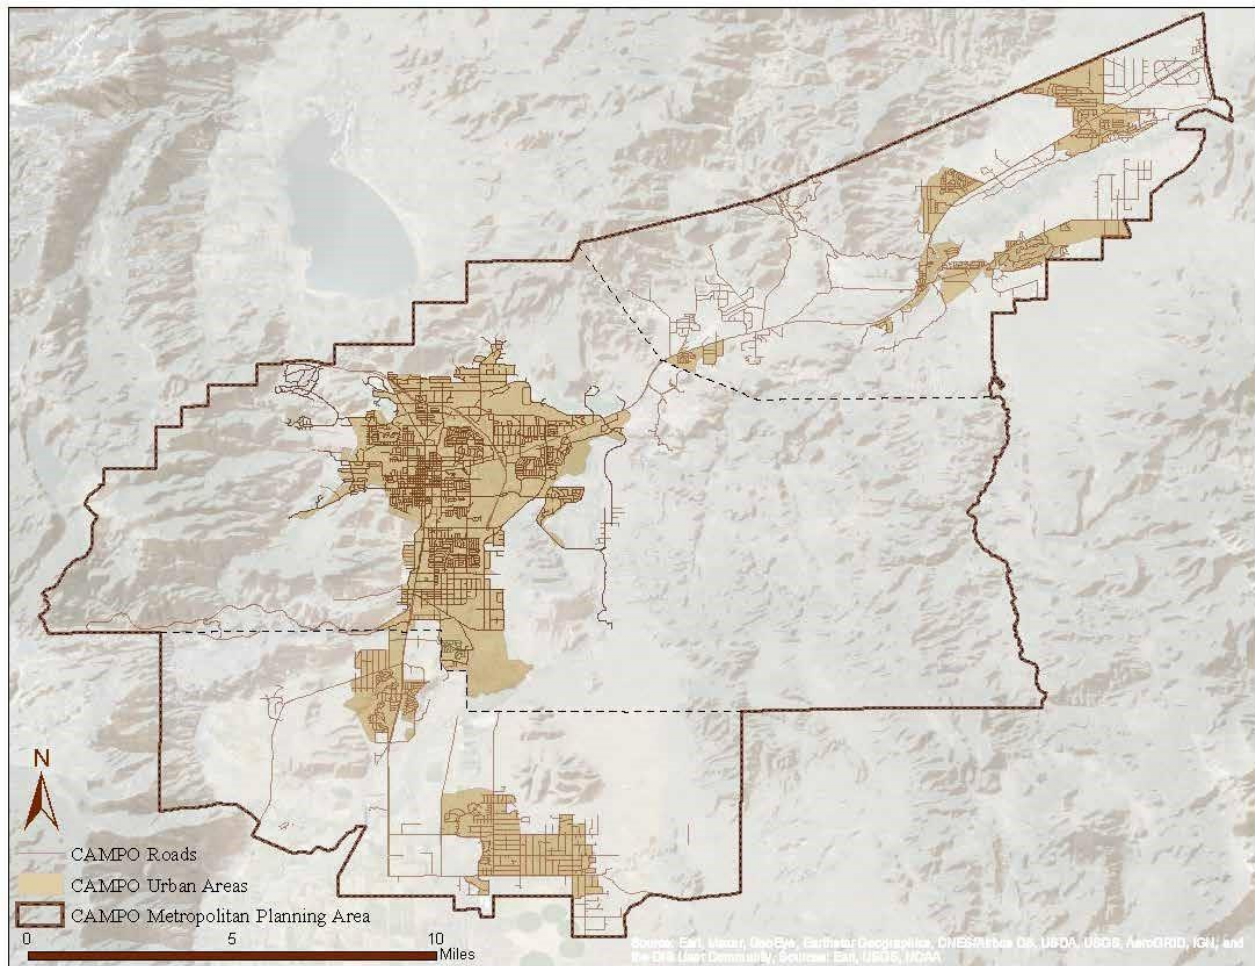 N
CAMPO Roads
CAMPO Urban Areas
CAMPO Metropolitan Planning Area
0 5 10
Miles
Source: Esri, Maxar, GeoEye, Earthstar Geographics, CNES/Airbus DS, USDA, USGS, AeroGRID, IGN, and
the GIS User Community, Sources: Esri, USGS, NOAA